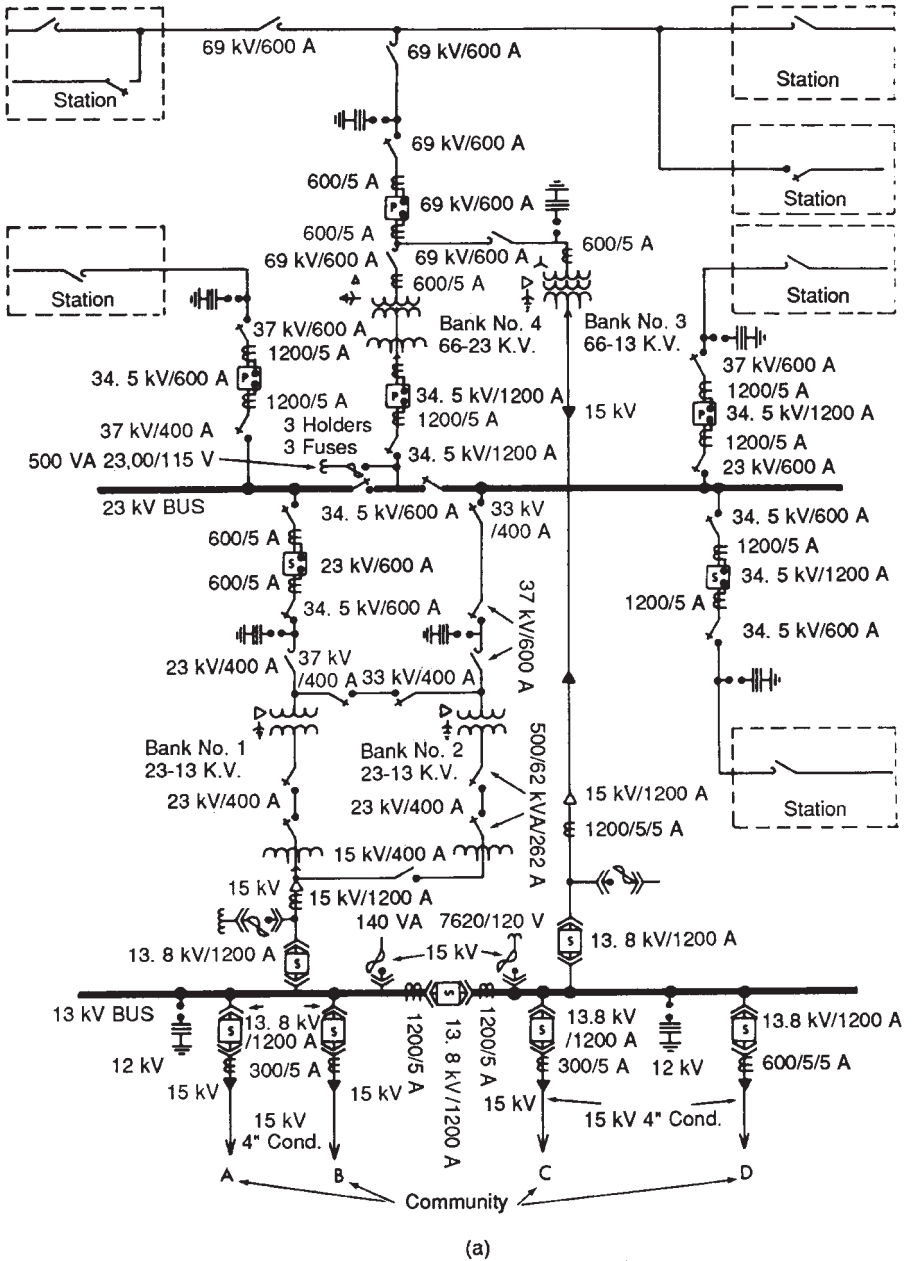 69 kV/600 A
69 kV/600 A
Station
Station
69 kV/600 A
600/5 A
P
69 kV/600 A
Station
600/5 A
69 kV/600 A
69 kV/600 A
600/5 A
600/5 A
Station
Station
Bank No. 4
66-23 K.V.
Bank No. 3
66-13 K.V.
37 kV/600 A
1200/5 A
34. 5 kV/600 A
P
1200/5 A
37 kV/400 A
P
34. 5 kV/1200 A
1200/5 A
15 kV
37 kV/600 A
1200/5 A
P
34. 5 kV/1200 A
1200/5 A
23 kV/600 A
3 Holders
3 Fuses
500 VA 23,00/115 V
34. 5 kV/1200 A
23 kV BUS
34. 5 kV/600 A
33 kV
/400 A
34. 5 kV/600 A
600/5 A
S
23 kV/600 A
600/5 A
34. 5 kV/600 A
1200/5 A
S
34. 5 kV/1200 A
1200/5 A
34. 5 kV/600 A
37 kV/600 A
23 kV/400 A
37 kV
/400 A
33 kV/400 A
Bank No. 1
23-13 K.V.
Bank No. 2
23-13 K.V.
500/62 kVA/262 A
23 kV/400 A
23 kV/400 A
15 kV/1200 A
1200/5/5 A
Station
15 kV/400 A
15 kV
15 kV/1200 A
140 VA
7620/120 V
15 kV
13. 8 kV/1200 A
S
S
13. 8 kV/1200 A
13 kV BUS
S
13. 8 kV
/1200 A
S
1200/5 A
S
13. 8 kV/1200 A
1200/5 A
S
13.8 kV
/1200 A
S
13.8 kV/1200 A
12 kV
300/5 A
300/5 A
12 kV
600/5/5 A
15 kV
15 kV
15 kV
15 kV
4" Cond.
15 kV 4" Cond.
A
B
C
D
Community
(a)